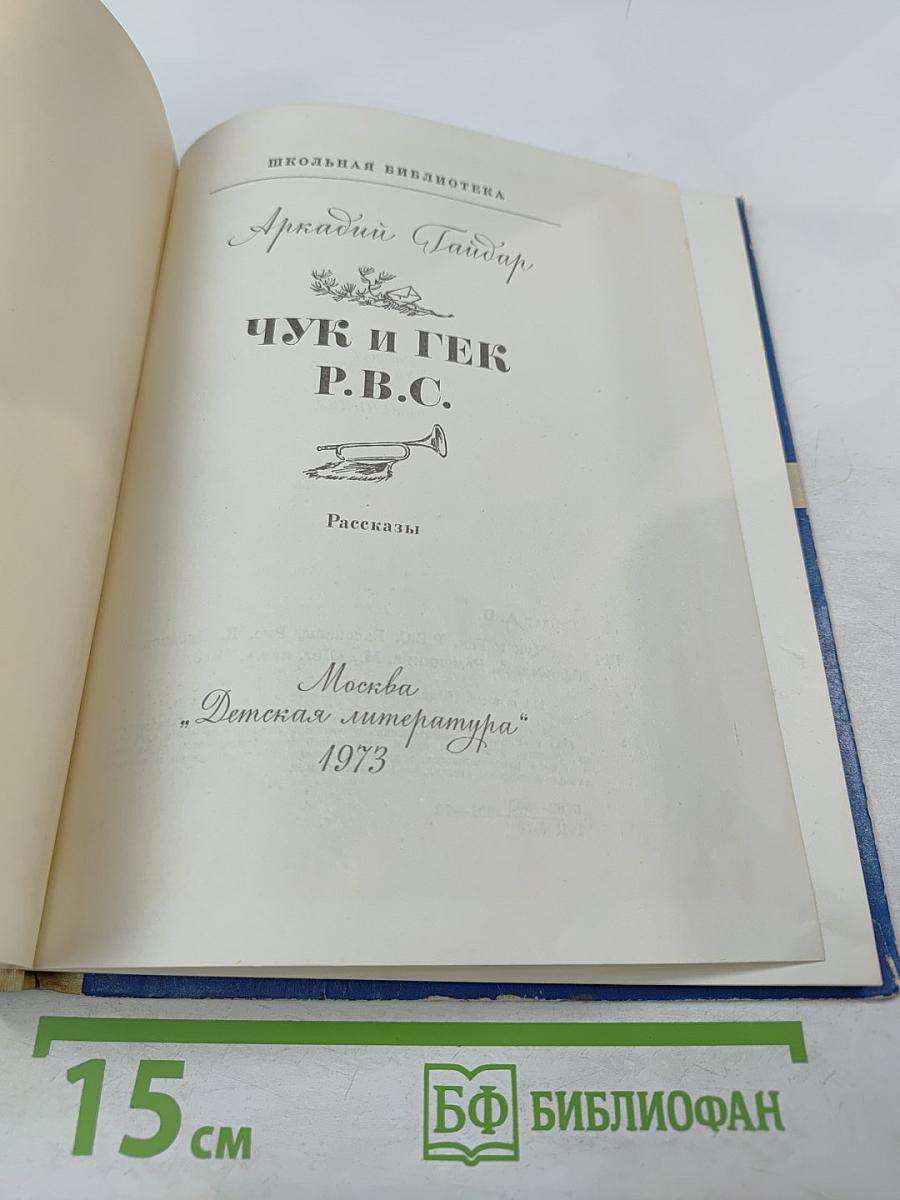 ШКОЛЬНАЯ БИБЛИОТЕКА
Аркадий Гайдар
ЧУК и ГЕК
Р.В.С.
Рассказы
Москва
„Детская литература“
1973
15 см
БФ БИБЛИОФАН